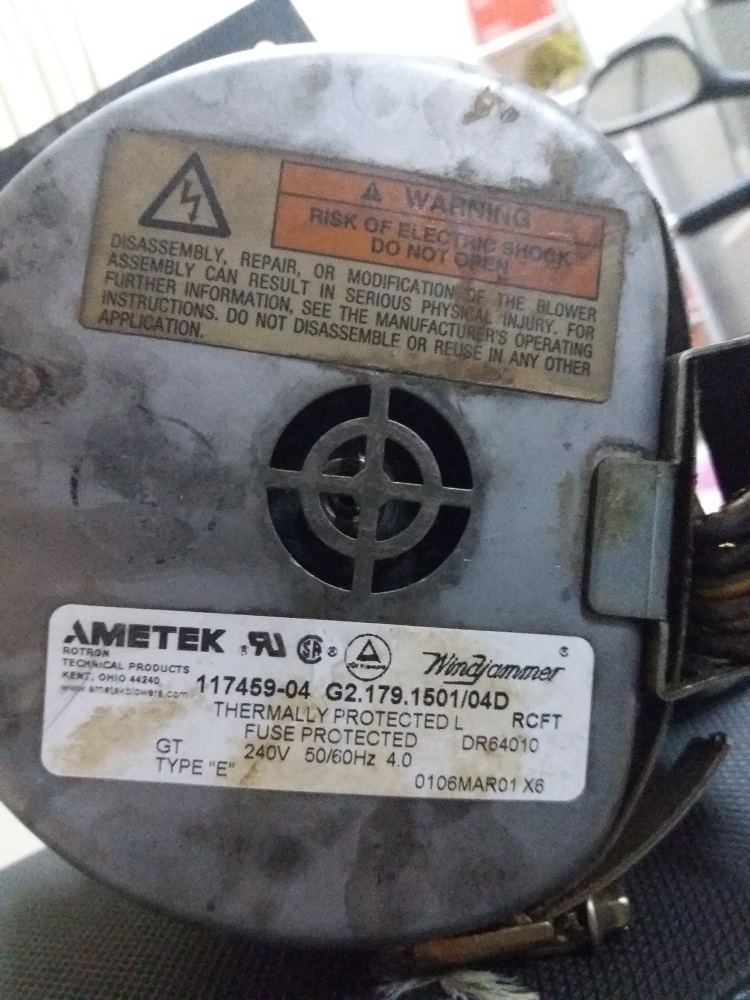 WARNING
RISK OF ELECTRIC SHOCK
DO NOT OPEN
DISASSEMBLY, REPAIR, OR MODIFICATION OF THE BLOWER
ASSEMBLY CAN RESULT IN SERIOUS PHYSICAL INJURY. FOR
FURTHER INFORMATION, SEE THE MANUFACTURER'S OPERATING
INSTRUCTIONS. DO NOT DISASSEMBLE OR REUSE IN ANY OTHER
APPLICATION.
AMETEK ® Windjammer ®
ROTRON
TECHNICAL PRODUCTS
KENT, OHIO 44240
www.ametekblowers.com
117459-04 G2.179.1501/04D
THERMALLY PROTECTED L RCFT
FUSE PROTECTED DR64010
GT 240V 50/60Hz 4.0
TYPE "E"
0106MAR01 X6